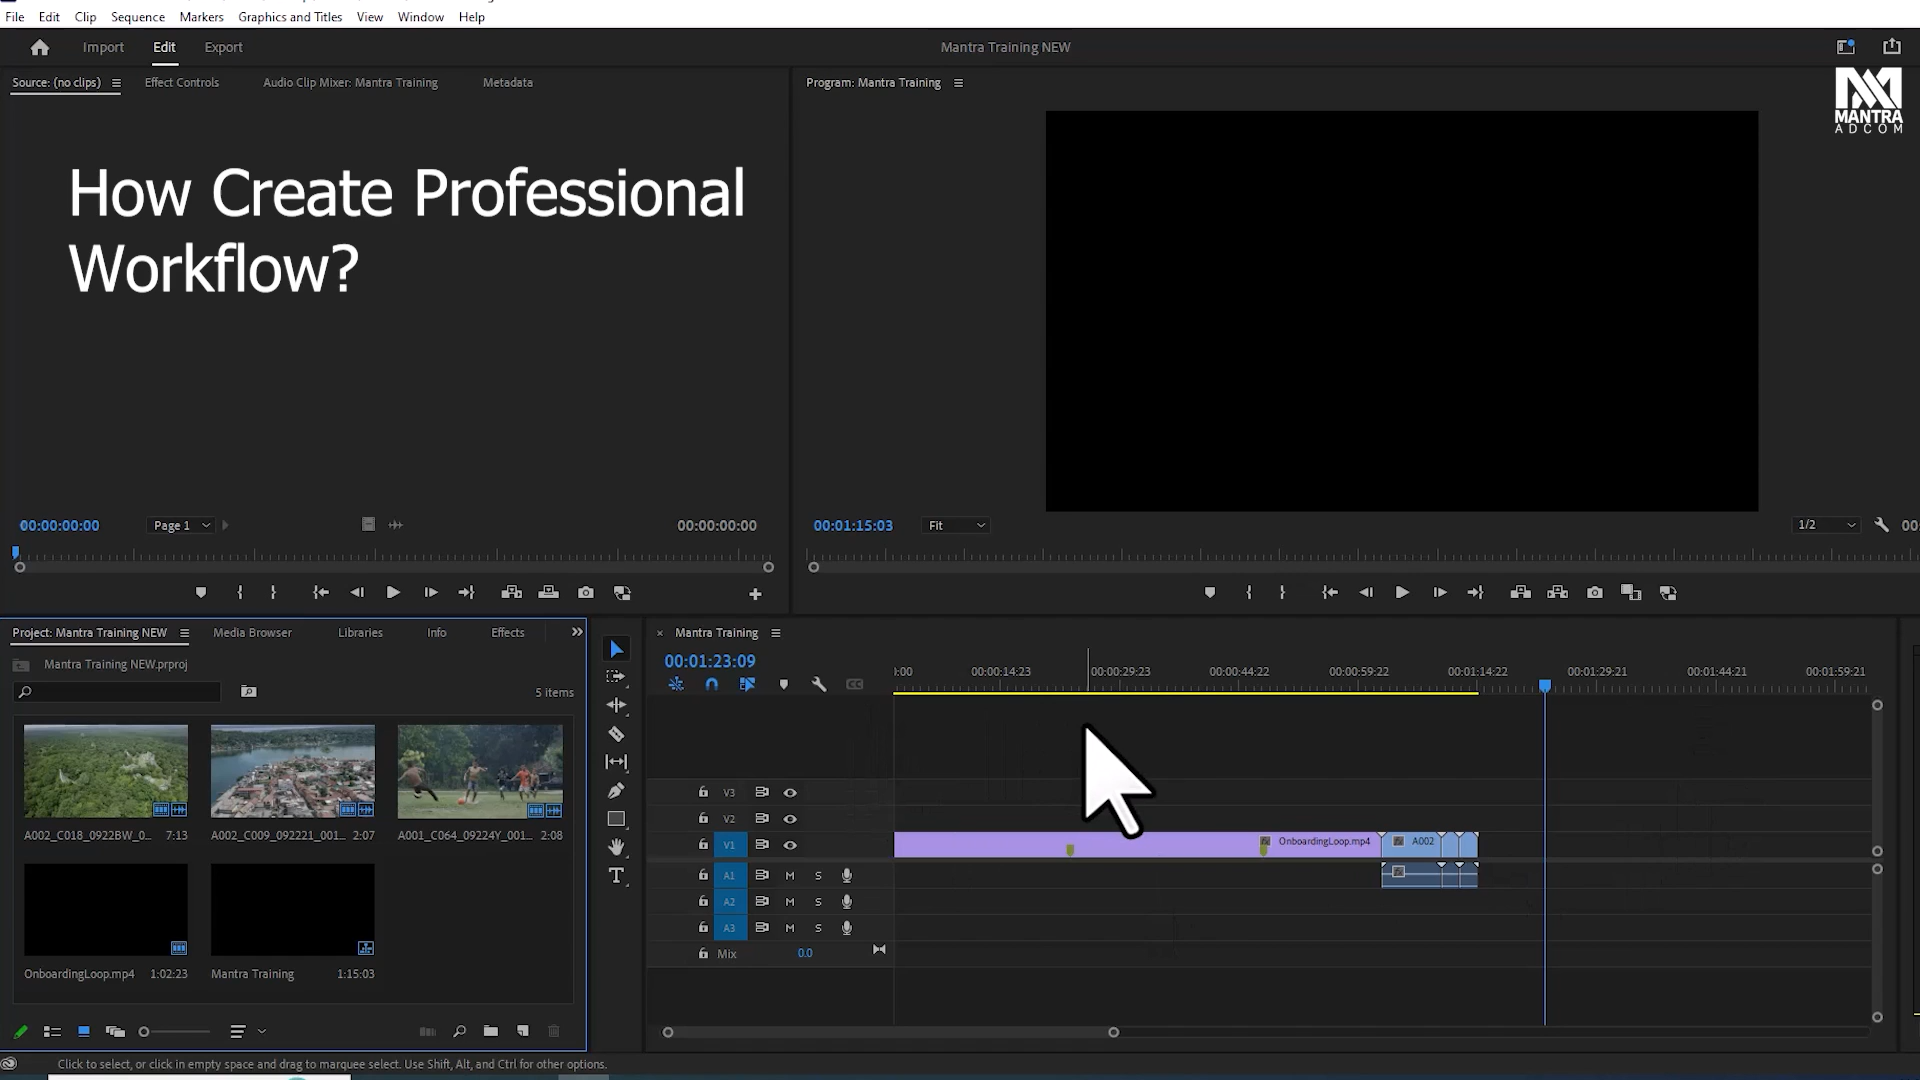 File Edit Clip Sequence Markers Graphics and Titles View Window Help
Import Edit Export Mantra Training NEW
MANTRA
ADCOM
Source: (no clips) Effect Controls Audio Clip Mixer: Mantra Training Metadata
Program: Mantra Training
How Create Professional
Workflow?
00:00:00:00 Page 1 00:00:00:00
00:01:15:03 Fit 1/2 00:
Project: Mantra Training NEW Media Browser Libraries Info Effects
Mantra Training NEW.prproj
5 items
A002_C018_0922BW_0... 7:13
A002_C009_092221_001... 2:07
A001_C064_09224Y_001... 2:08
OnboardingLoop.mp4 1:02:23
Mantra Training 1:15:03
Mantra Training
00:01:23:09
:00:00 00:00:14:23 00:00:29:23 00:00:44:22 00:00:59:22 00:01:14:22 00:01:29:21 00:01:44:21 00:01:59:21
V3
V2
V1 OnboardingLoop.mp4 A002
A1 M S
A2 M S
A3 M S
Mix 0.0
Click to select, or click in empty space and drag to marquee select. Use Shift, Alt, and Ctrl for other options.